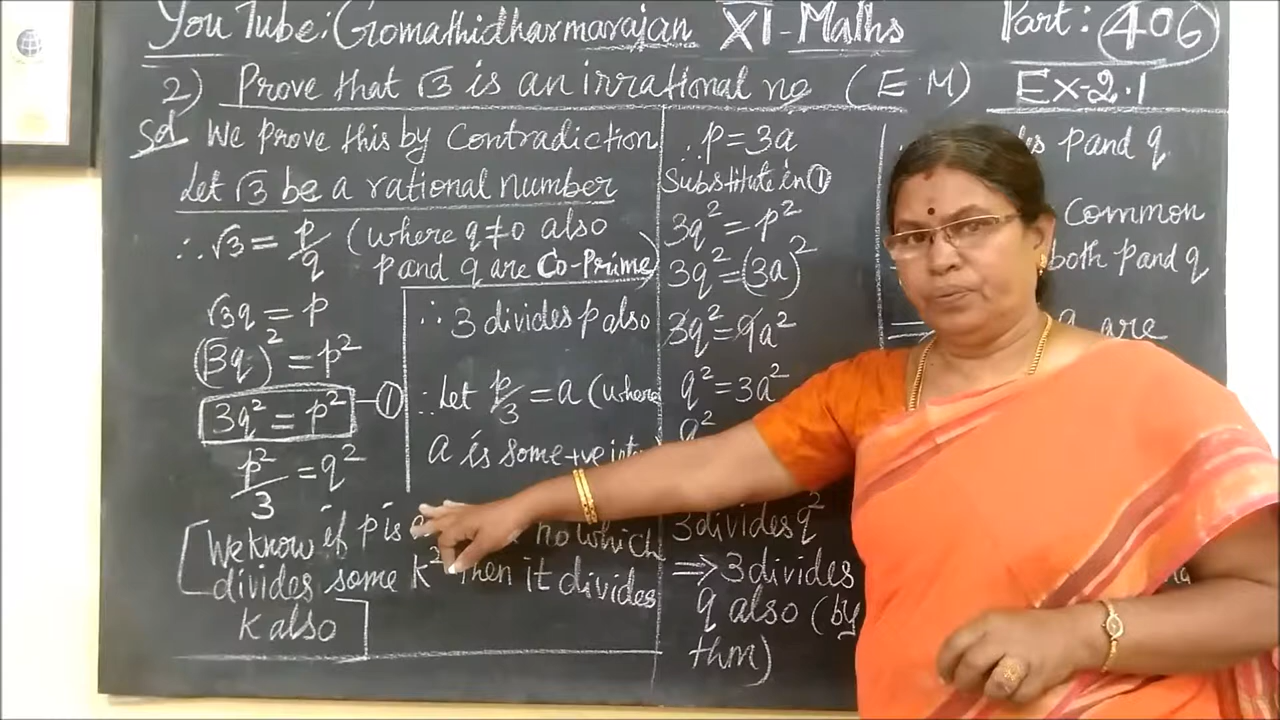 YouTube: Gomathidharmarajan XI - Maths Part: 406
2) Prove that √3 is an irrational no (E.M) Ex-2.1
Sol We Prove this by Contradiction
Let √3 be a rational number
∴ √3 = p/q (where q ≠ 0 also
p and q are Co-Prime)
√3q = p
(√3q)² = p²
3q² = p² —①
p²/3 = q²
[We know if p is no which
divides some k² then it divides
k also]
∴ 3 divides p also
∴ Let p/3 = a (where
a is some +ve
∴ p = 3a
Substitute in ①
3q² = p²
3q² = (3a)²
3q² = 9a²
q² = 3a²
q²
3 divides q²
⇒ 3 divides
q also (by
thm)
p and q
Common
both p and q
⇒ are